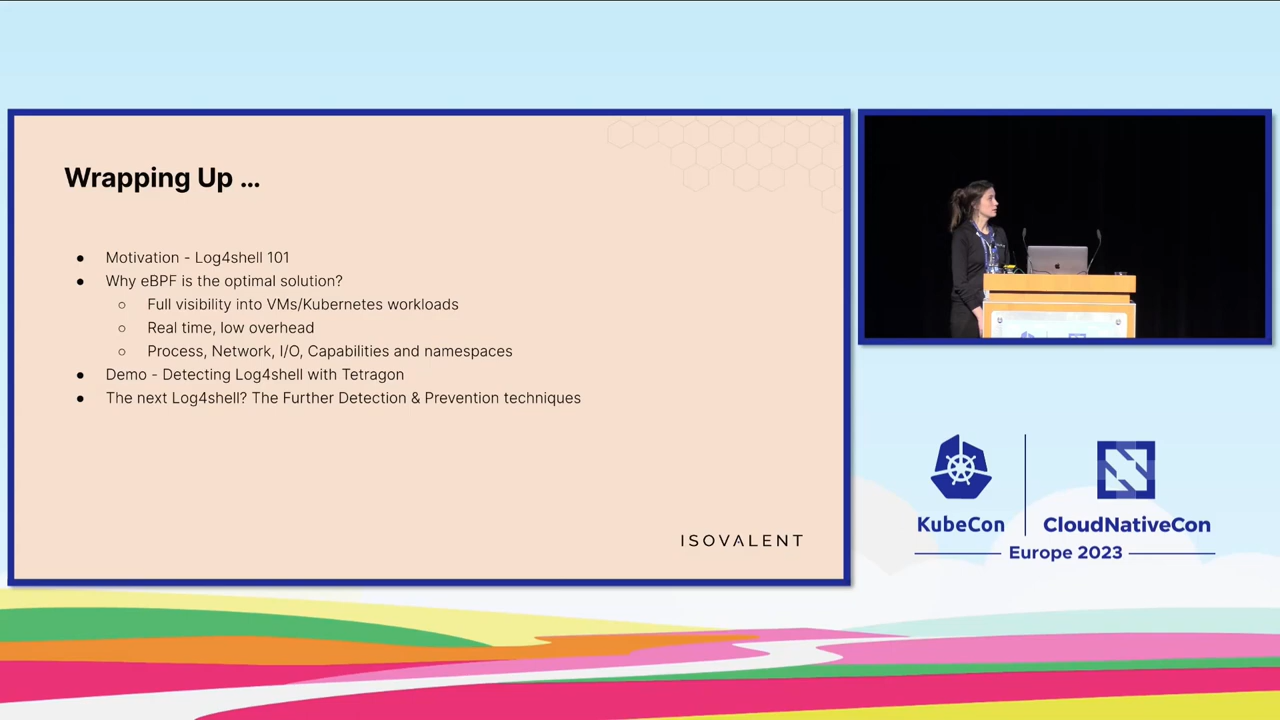 Wrapping Up ...
● Motivation - Log4shell 101
● Why eBPF is the optimal solution?
○ Full visibility into VMs/Kubernetes workloads
○ Real time, low overhead
○ Process, Network, I/O, Capabilities and namespaces
● Demo - Detecting Log4shell with Tetragon
● The next Log4shell? The Further Detection & Prevention techniques
ISOVALENT
KubeCon
CloudNativeCon
Europe 2023